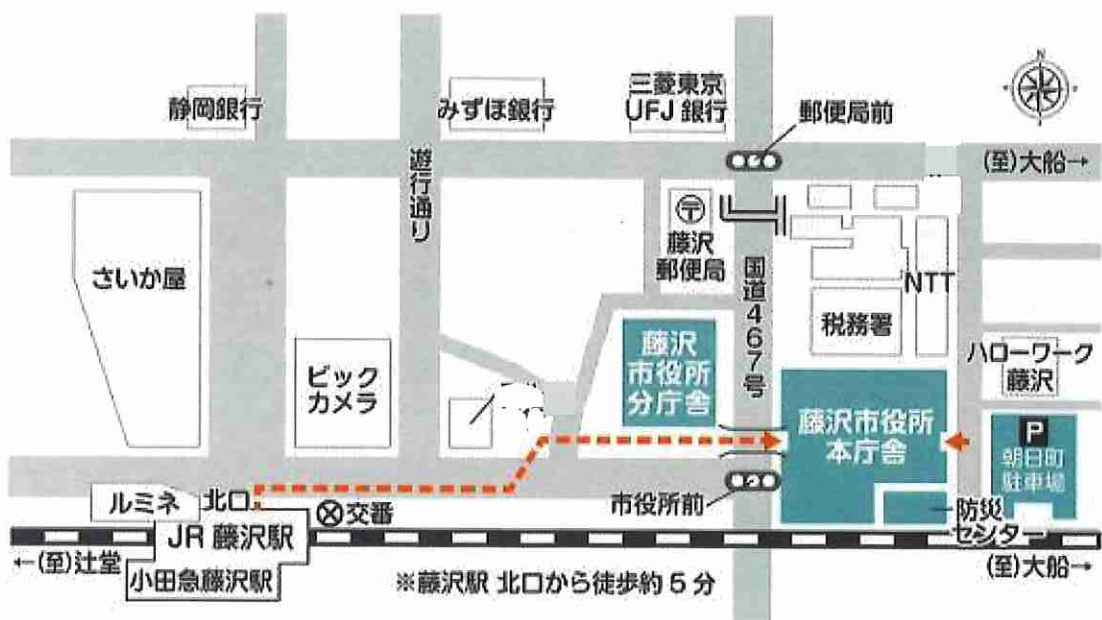 静岡銀行
みずほ銀行
三菱東京
UFJ 銀行
郵便局前
N
(至)大船→
遊行通り
〒
藤沢
郵便局
さいか屋
国道467号
NTT
税務署
藤沢
市役所
分庁舎
ハローワーク
藤沢
ビック
カメラ
藤沢市役所
本庁舎
P
朝日町
駐車場
ルミネ
北口
交番
市役所前
防災
センター
JR 藤沢駅
←(至)辻堂
小田急藤沢駅
※藤沢駅 北口から徒歩約 5 分
(至)大船→